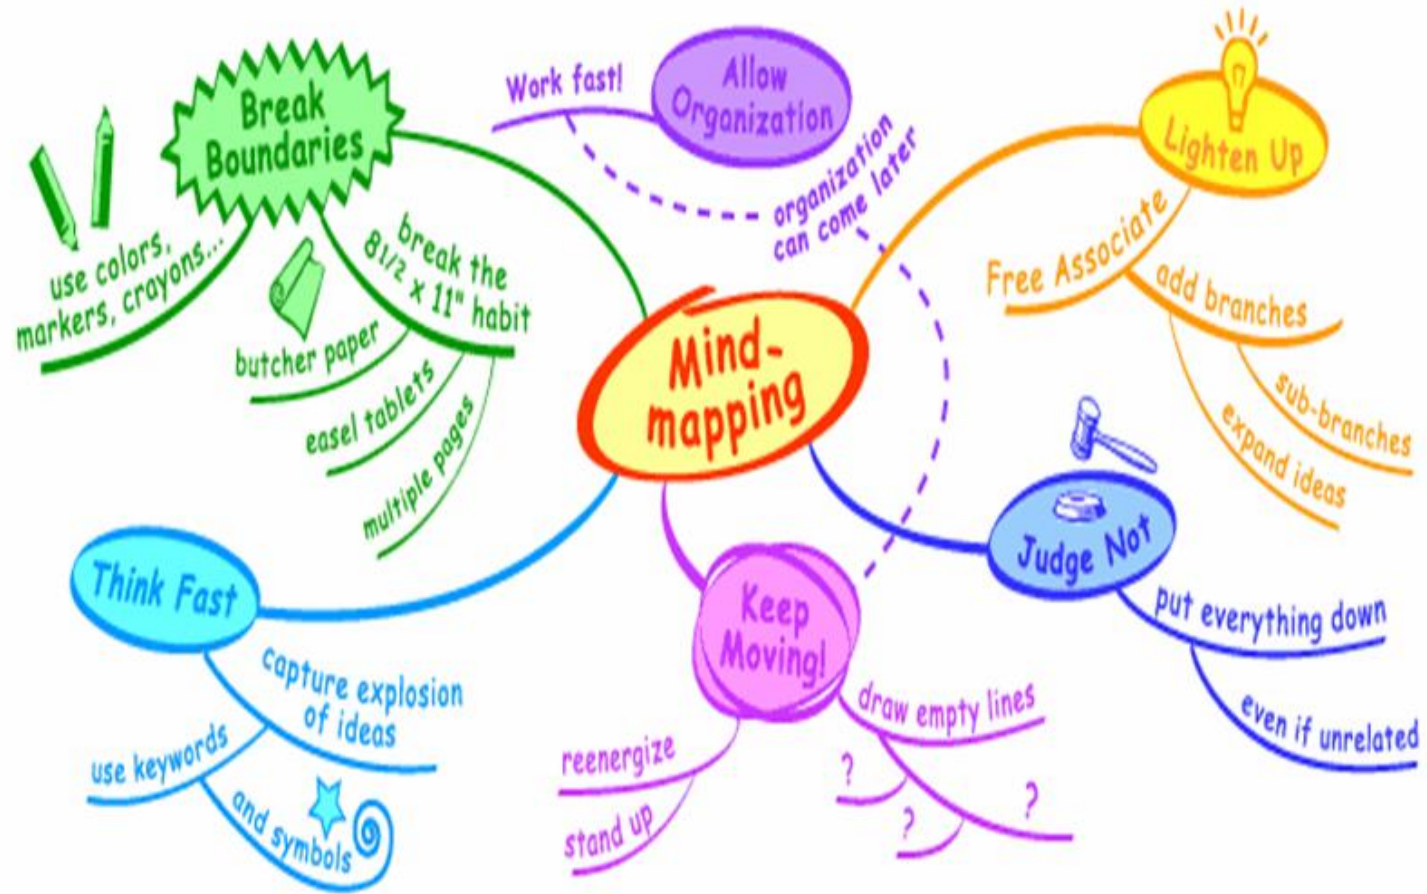 Mind-
mapping
Break
Boundaries
use colors,
markers, crayons...
break the
8 1/2 x 11" habit
butcher paper
easel tablets
multiple pages
Work fast!
Allow
Organization
organization
can come later
Lighten Up
Free Associate
add branches
sub-branches
expand ideas
Judge Not
put everything down
even if unrelated
Keep
Moving!
draw empty lines
?
?
?
reenergize
stand up
Think Fast
capture explosion
of ideas
use keywords
and symbols